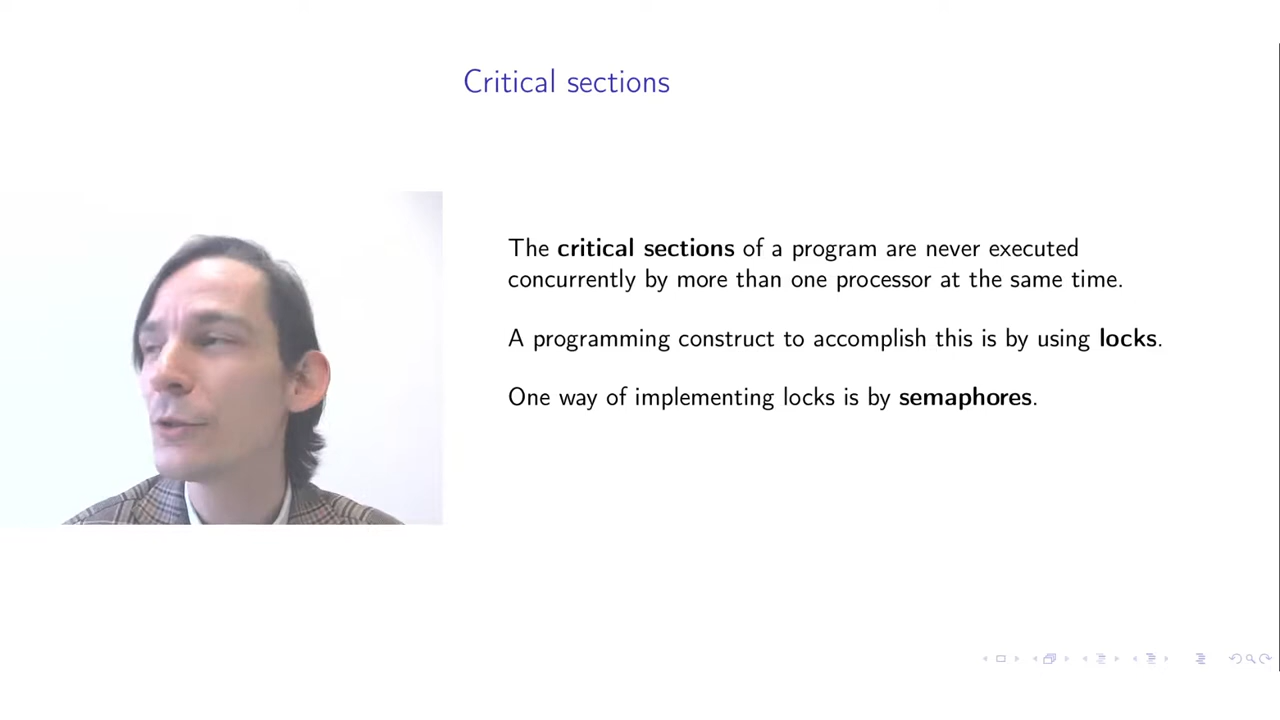 Critical sections
The critical sections of a program are never executed
concurrently by more than one processor at the same time.
A programming construct to accomplish this is by using locks.
One way of implementing locks is by semaphores.